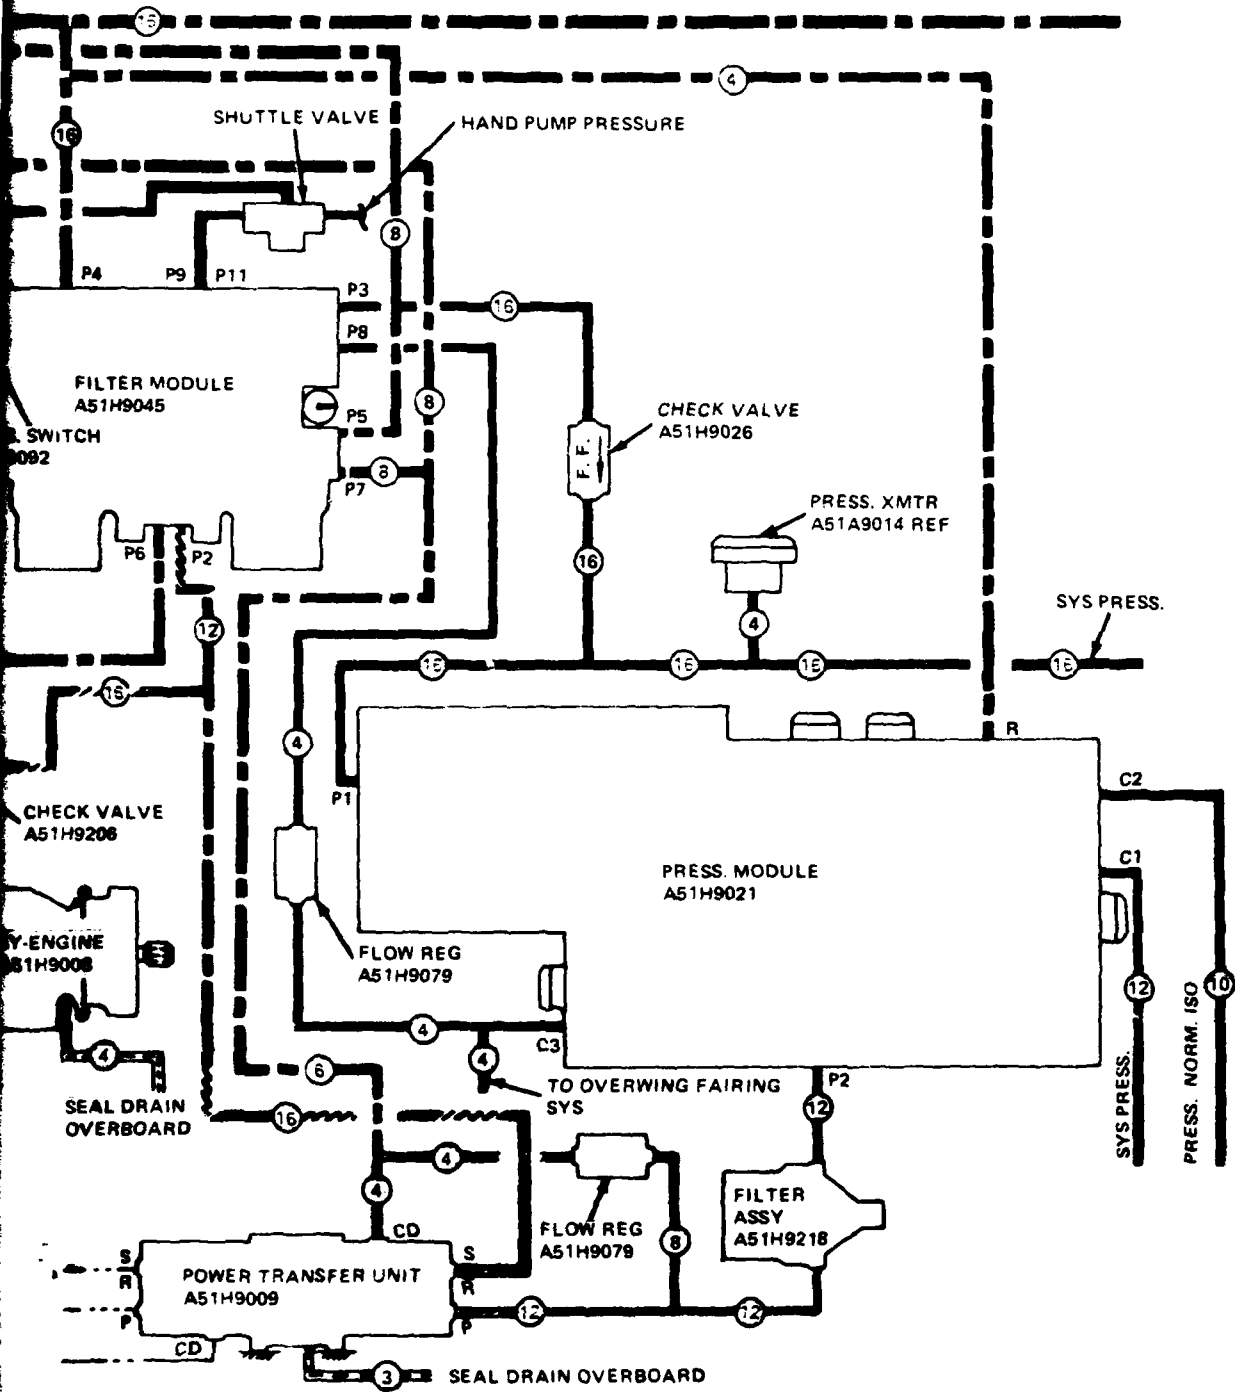 16
4
SHUTTLE VALVE
HAND PUMP PRESSURE
16
8
P4
P9
P11
P3
16
P8
FILTER MODULE
A51H9045
P5
8
CHECK VALVE
A51H9026
F. F.
SWITCH
092
8
P7
PRESS. XMTR
A51A9014 REF
P6
P2
16
12
4
SYS PRESS.
16
16
16
16
16
4
R
P1
C2
CHECK VALVE
A51H9206
C1
PRESS. MODULE
A51H9021
Y-ENGINE
51H9008
FLOW REG
A51H9079
12
10
4
4
C3
4
6
TO OVERWING FAIRING
SYS
P2
12
SEAL DRAIN
OVERBOARD
16
SYS PRESS.
PRESS. NORM. ISO
4
4
FILTER
ASSY
A51H9218
CD
FLOW REG
A51H9079
8
S
R
P
POWER TRANSFER UNIT
A51H9009
S
R
P
12
12
CD
3
SEAL DRAIN OVERBOARD